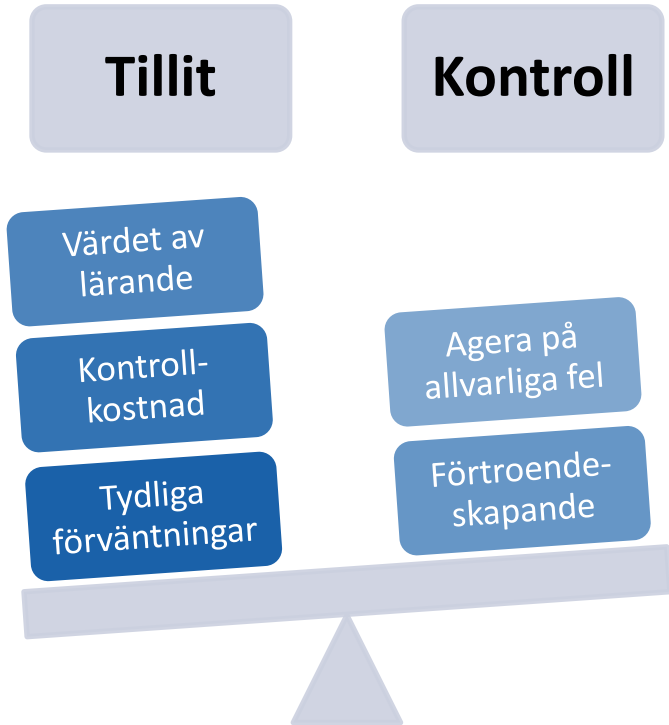 Tillit
Kontroll
Värdet av
lärande
Kontroll-
kostnad
Tydliga
förväntningar
Agera på
allvarliga fel
Förtroende-
skapande